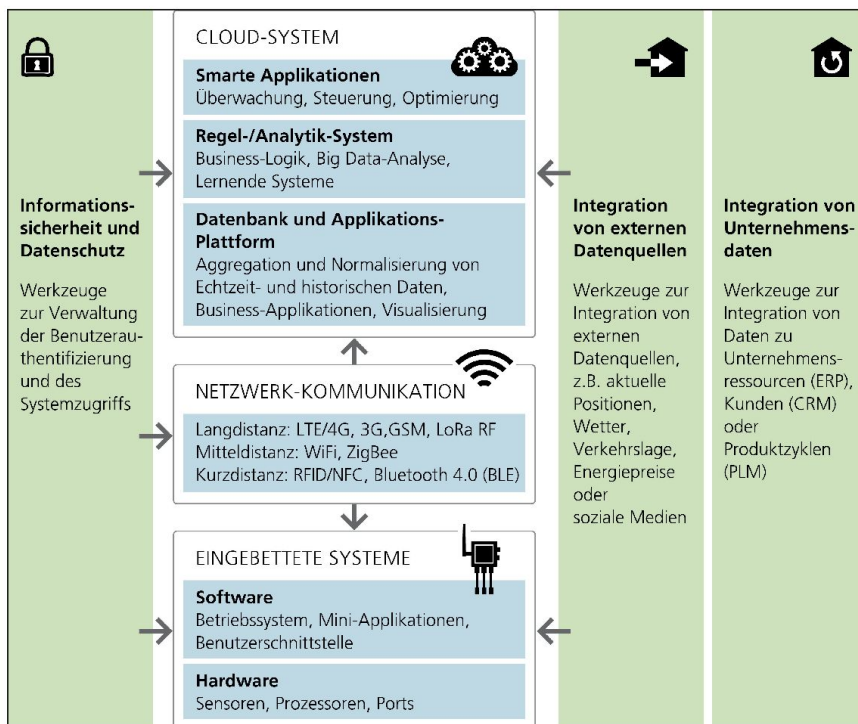 CLOUD-SYSTEM
Smarte Applikationen
Überwachung, Steuerung, Optimierung
Regel-/Analytik-System
Business-Logik, Big Data-Analyse,
Lernende Systeme
Datenbank und Applikations-
Plattform
Aggregation und Normalisierung von
Echtzeit- und historischen Daten,
Business-Applikationen, Visualisierung
NETZWERK-KOMMUNIKATION
Langdistanz: LTE/4G, 3G,GSM, LoRa RF
Mitteldistanz: WiFi, ZigBee
Kurzdistanz: RFID/NFC, Bluetooth 4.0 (BLE)
EINGEBETTETE SYSTEME
Software
Betriebssystem, Mini-Applikationen,
Benutzerschnittstelle
Hardware
Sensoren, Prozessoren, Ports
Informations-
sicherheit und
Datenschutz
Werkzeuge
zur Verwaltung
der Benutzerau-
thentifizierung
und des
Systemzugriffs
Integration
von externen
Datenquellen
Werkzeuge zur
Integration von
externen
Datenquellen,
z.B. aktuelle
Positionen,
Wetter,
Verkehrslage,
Energiepreise
oder
soziale Medien
Integration von
Unternehmens-
daten
Werkzeuge zur
Integration von
Daten zu
Unternehmens-
ressourcen (ERP),
Kunden (CRM)
oder
Produktzyklen
(PLM)